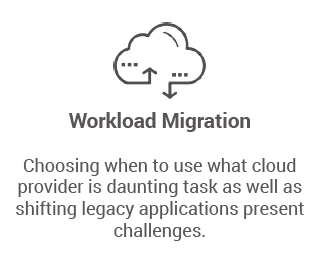 Workload Migration
Choosing when to use what cloud
provider is daunting task as well as
shifting legacy applications present
challenges.